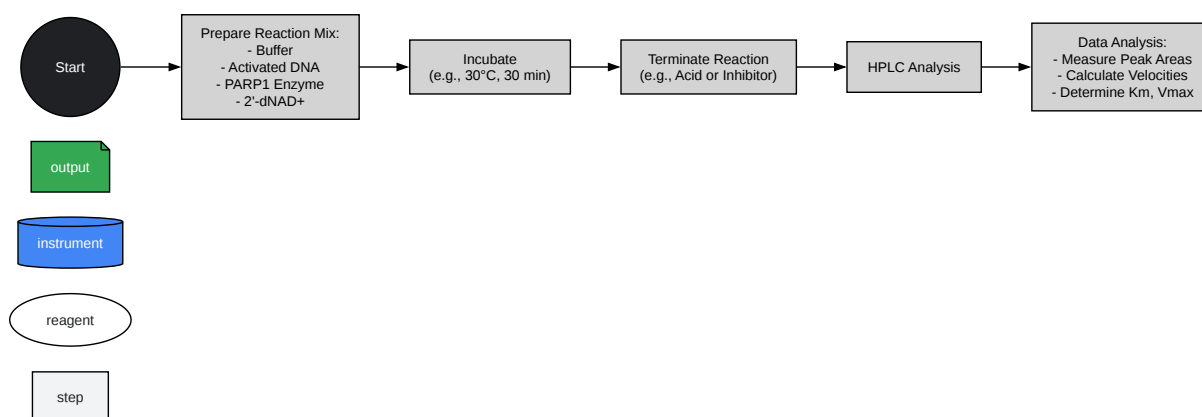 Start
Prepare Reaction Mix:
- Buffer
- Activated DNA
- PARP1 Enzyme
- 2'-dNAD+
Incubate
(e.g., 30°C, 30 min)
Terminate Reaction
(e.g., Acid or Inhibitor)
HPLC Analysis
Data Analysis:
- Measure Peak Areas
- Calculate Velocities
- Determine Km, Vmax
output
instrument
reagent
step